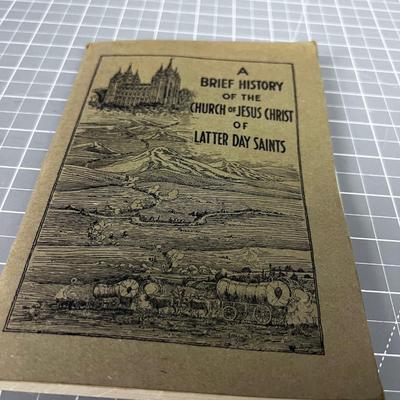 A
BRIEF HISTORY
OF THE
CHURCH OF JESUS CHRIST
OF
LATTER DAY SAINTS